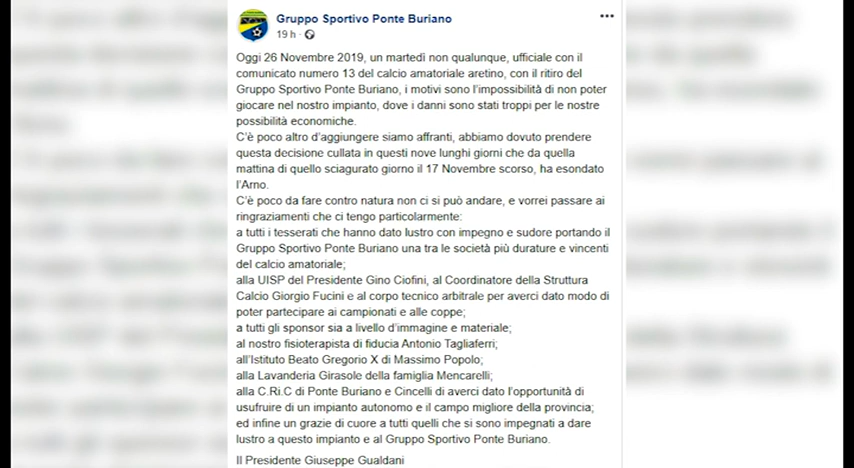 Gruppo Sportivo Ponte Buriano
19 h ·
Oggi 26 Novembre 2019, un martedì non qualunque, ufficiale con il
comunicato numero 13 del calcio amatoriale aretino, con il ritiro del
Gruppo Sportivo Ponte Buriano, i motivi sono l'impossibilità di non poter
giocare nel nostro impianto, dove i danni sono stati troppi per le nostre
possibilità economiche.
C'è poco altro d'aggiungere siamo affranti, abbiamo dovuto prendere
questa decisione cullata in questi nove lunghi giorni che da quella
mattina di quello sciagurato giorno il 17 Novembre scorso, ha esondato
l'Arno.
C'è poco da fare contro natura non ci si può andare, e vorrei passare ai
ringraziamenti che ci tengo particolarmente:
a tutti i tesserati che hanno dato lustro con impegno e sudore portando il
Gruppo Sportivo Ponte Buriano una tra le società più durature e vincenti
del calcio amatoriale;
alla UISP del Presidente Gino Ciofini, al Coordinatore della Struttura
Calcio Giorgio Fucini e al corpo tecnico arbitrale per averci dato modo di
poter partecipare ai campionati e alle coppe;
a tutti gli sponsor sia a livello d'immagine e materiale;
al nostro fisioterapista di fiducia Antonio Tagliaferri;
all'Istituto Beato Gregorio X di Massimo Popolo;
alla Lavanderia Girasole della famiglia Mencarelli;
alla C.Ri.C di Ponte Buriano e Cincelli di averci dato l'opportunità di
usufruire di un impianto autonomo e il campo migliore della provincia;
ed infine un grazie di cuore a tutti quelli che si sono impegnati a dare
lustro a questo impianto e al Gruppo Sportivo Ponte Buriano.
Il Presidente Giuseppe Gualdani